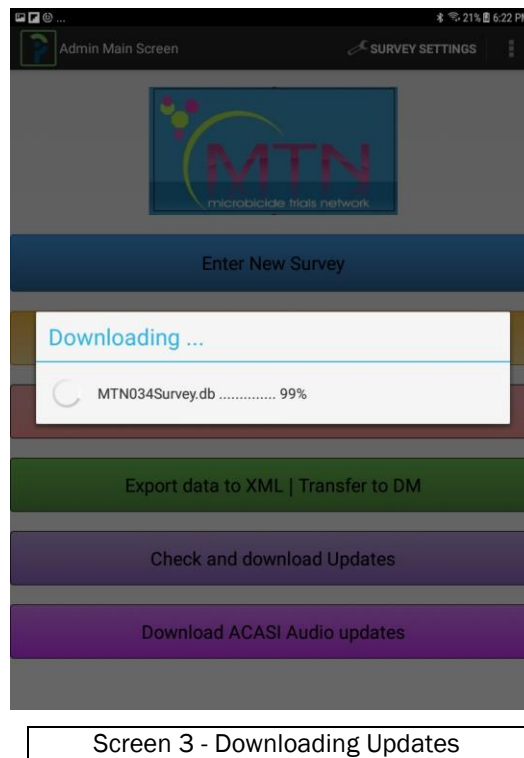 ... 21% 6:22 PM
Admin Main Screen SURVEY SETTINGS
MTN
microbicide trials network
Enter New Survey
Downloading ...
MTN034Survey.db .............. 99%
Export data to XML | Transfer to DM
Check and download Updates
Download ACASI Audio updates
Screen 3 - Downloading Updates